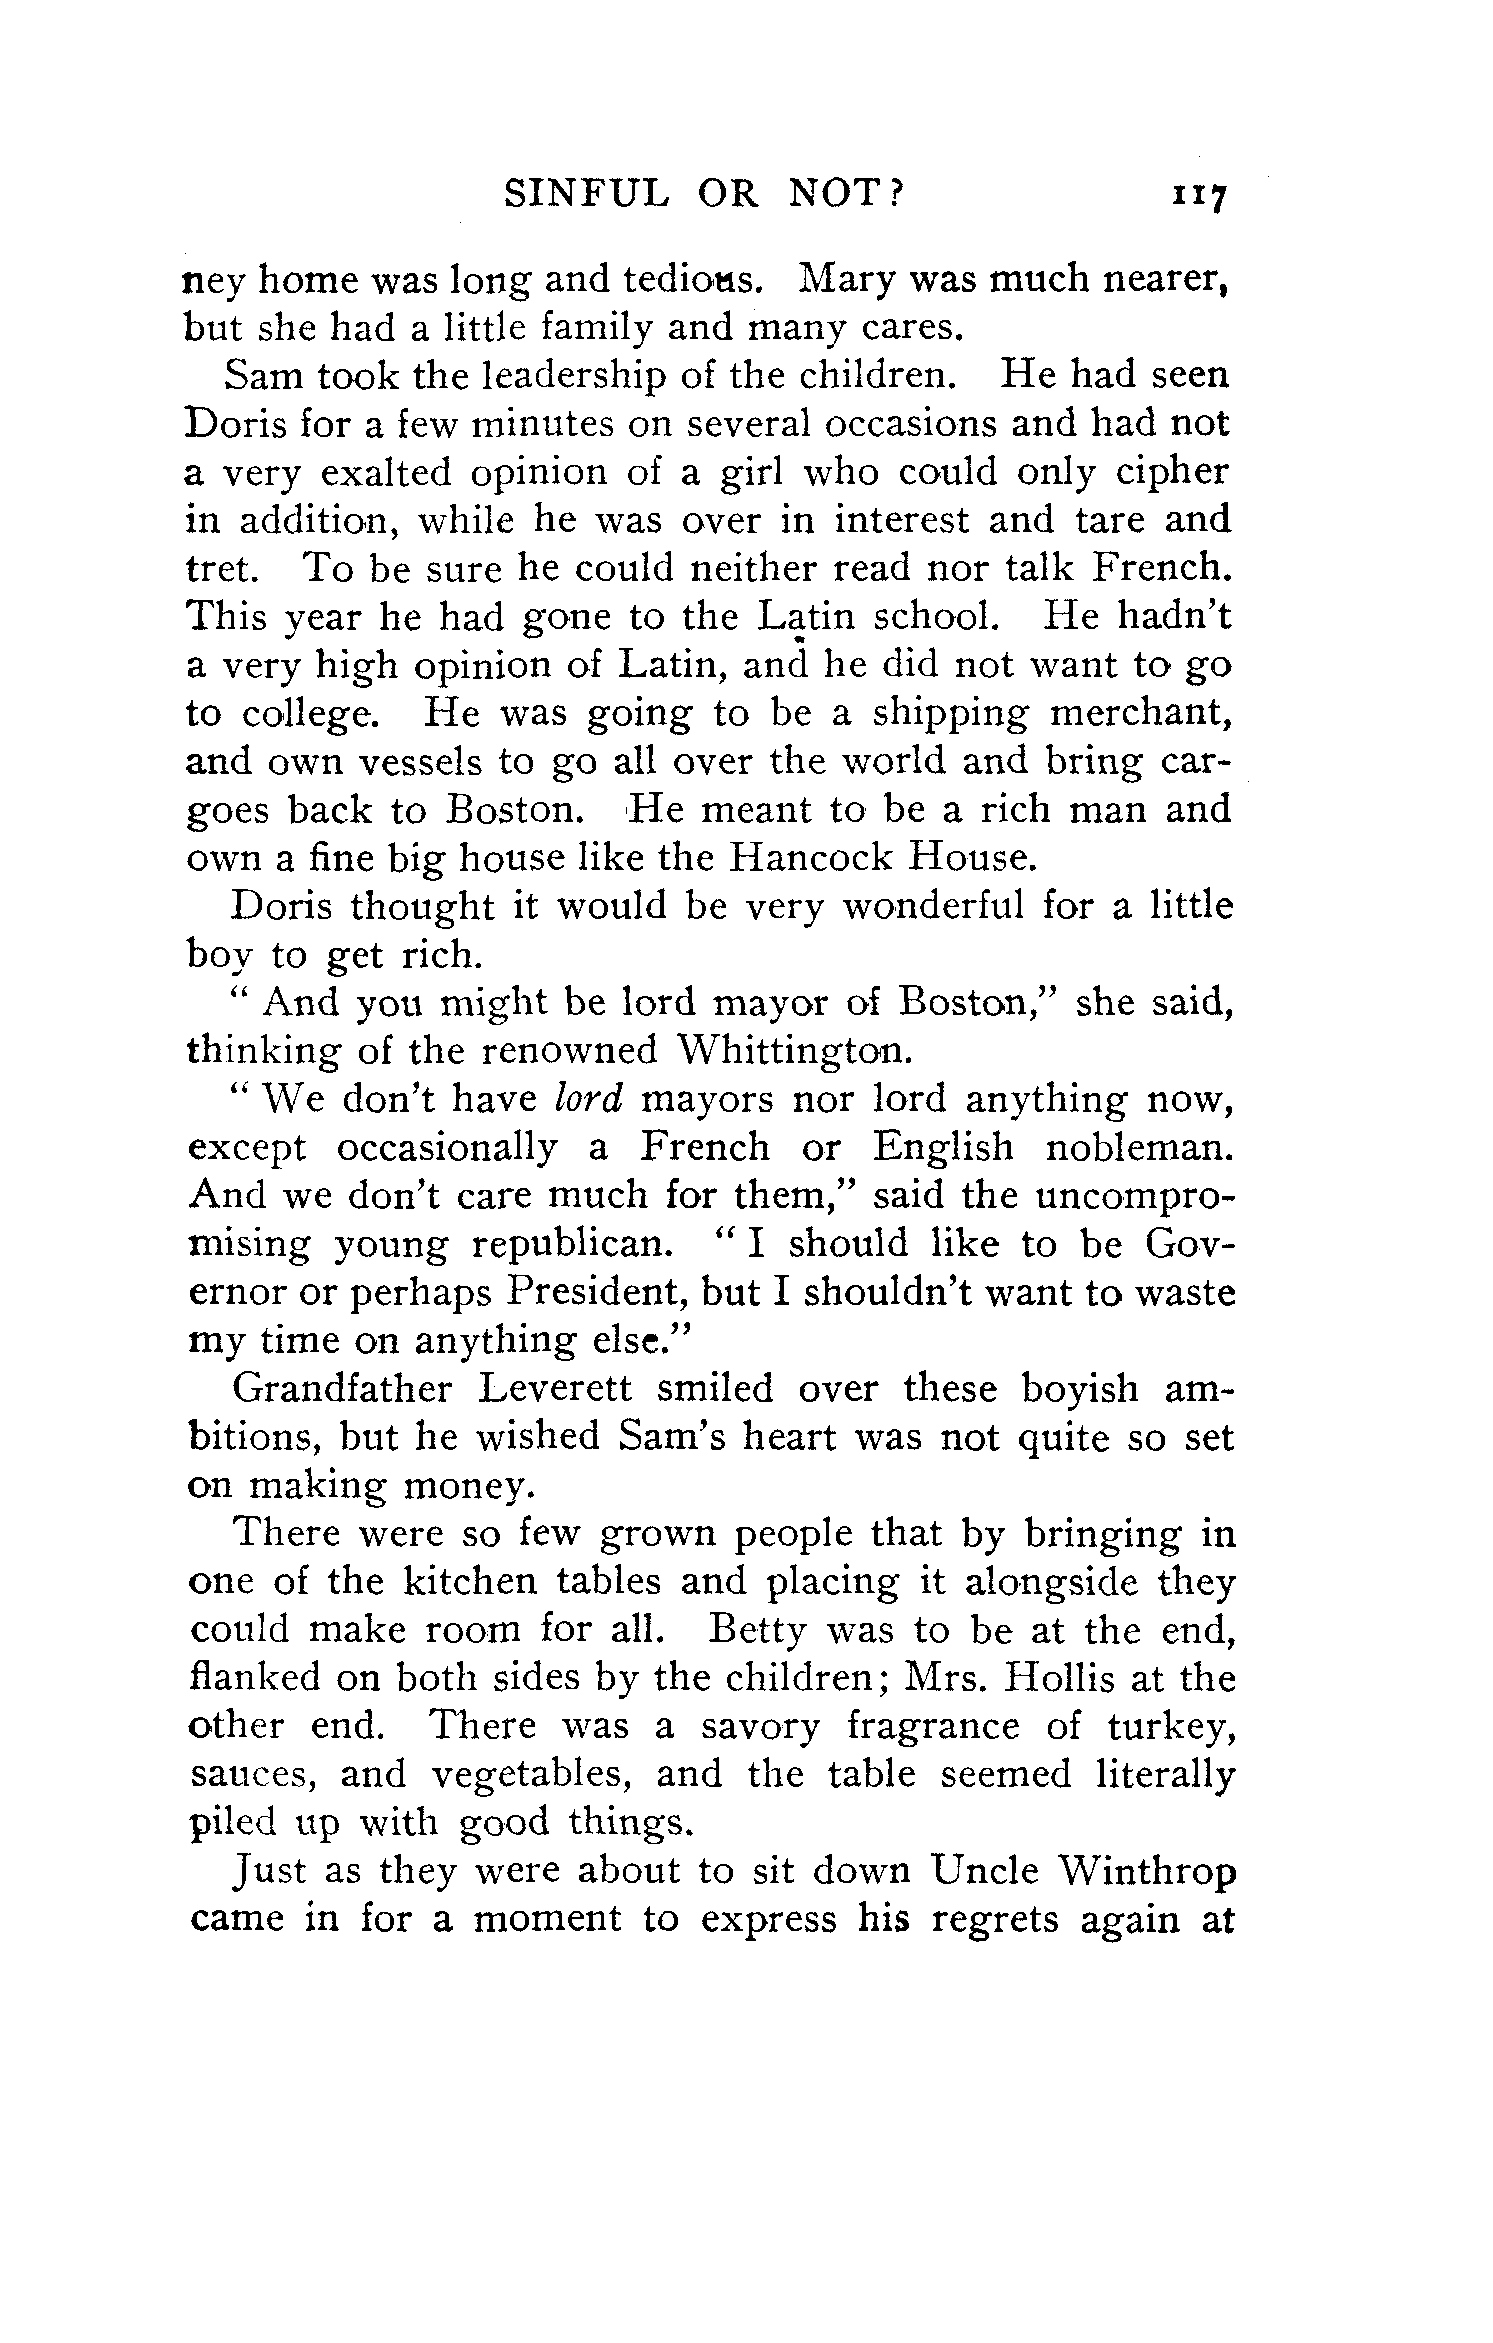 SINFUL OR NOT? 117
ney home was long and tedious. Mary was much nearer,
but she had a little family and many cares.
Sam took the leadership of the children. He had seen
Doris for a few minutes on several occasions and had not
a very exalted opinion of a girl who could only cipher
in addition, while he was over in interest and tare and
tret. To be sure he could neither read nor talk French.
This year he had gone to the Latin school. He hadn't
a very high opinion of Latin, and he did not want to go
to college. He was going to be a shipping merchant,
and own vessels to go all over the world and bring car-
goes back to Boston. He meant to be a rich man and
own a fine big house like the Hancock House.
Doris thought it would be very wonderful for a little
boy to get rich.
“ And you might be lord mayor of Boston,” she said,
thinking of the renowned Whittington.
“ We don't have lord mayors nor lord anything now,
except occasionally a French or English nobleman.
And we don't care much for them,” said the uncompro-
mising young republican. “ I should like to be Gov-
ernor or perhaps President, but I shouldn't want to waste
my time on anything else.”
Grandfather Leverett smiled over these boyish am-
bitions, but he wished Sam's heart was not quite so set
on making money.
There were so few grown people that by bringing in
one of the kitchen tables and placing it alongside they
could make room for all. Betty was to be at the end,
flanked on both sides by the children; Mrs. Hollis at the
other end. There was a savory fragrance of turkey,
sauces, and vegetables, and the table seemed literally
piled up with good things.
Just as they were about to sit down Uncle Winthrop
came in for a moment to express his regrets again at